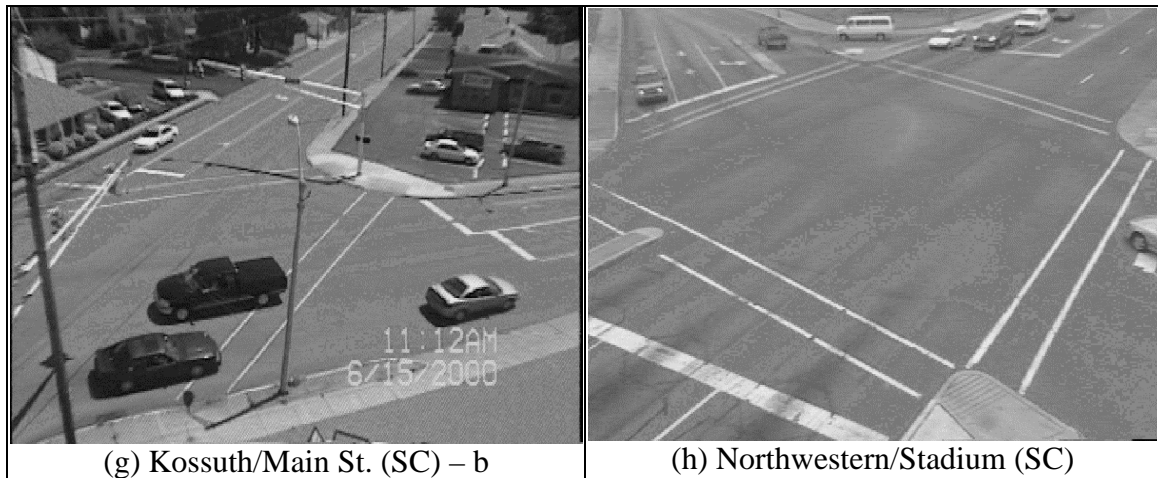 11:12AM
6/15/2000
(g) Kossuth/Main St. (SC) – b
(h) Northwestern/Stadium (SC)